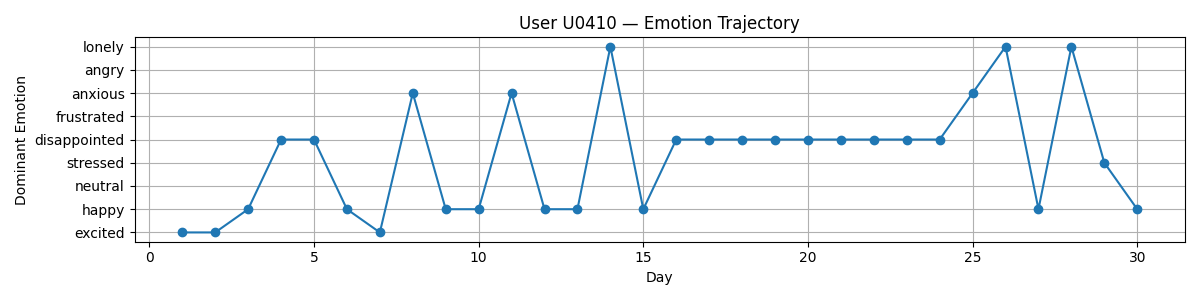 User U0410 — Emotion Trajectory
Dominant Emotion
lonely
angry
anxious
frustrated
disappointed
stressed
neutral
happy
excited
0 5 10 15 20 25 30
Day